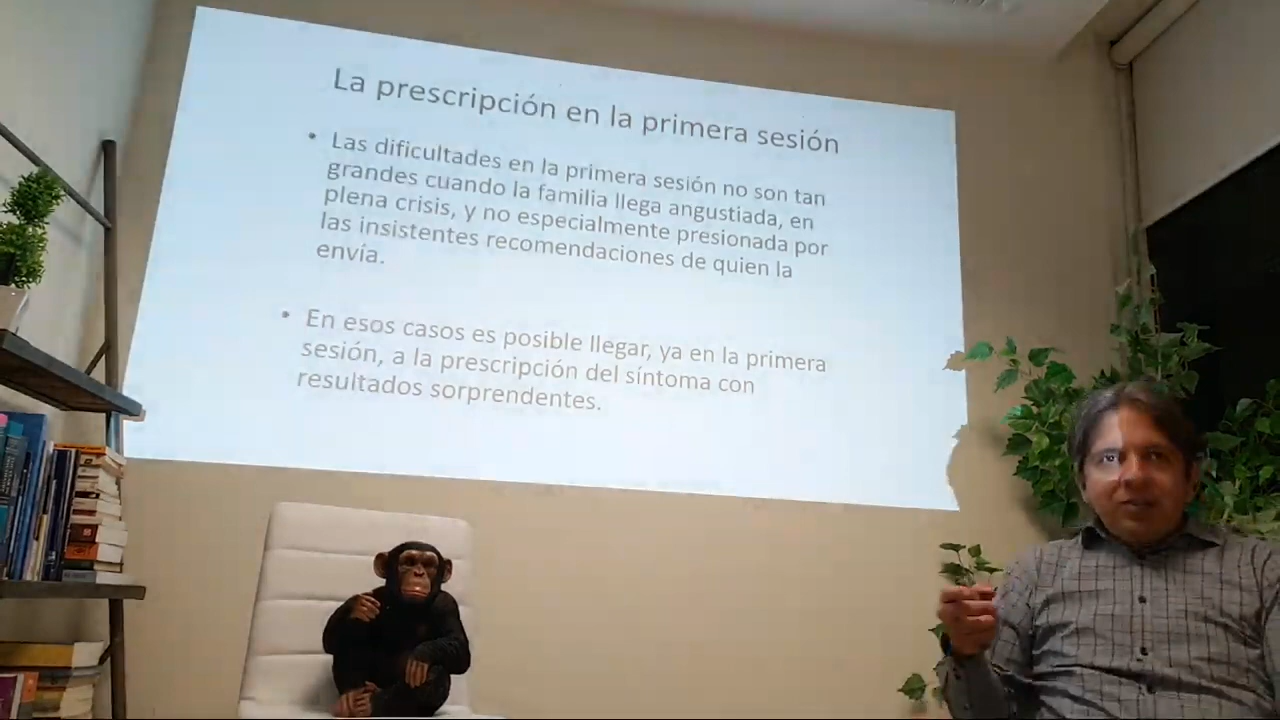 La prescripción en la primera sesión
• Las dificultades en la primera sesión no son tan
grandes cuando la familia llega angustiada, en
plena crisis, y no especialmente presionada por
las insistentes recomendaciones de quien la
envía.
• En esos casos es posible llegar, ya en la primera
sesión, a la prescripción del síntoma con
resultados sorprendentes.